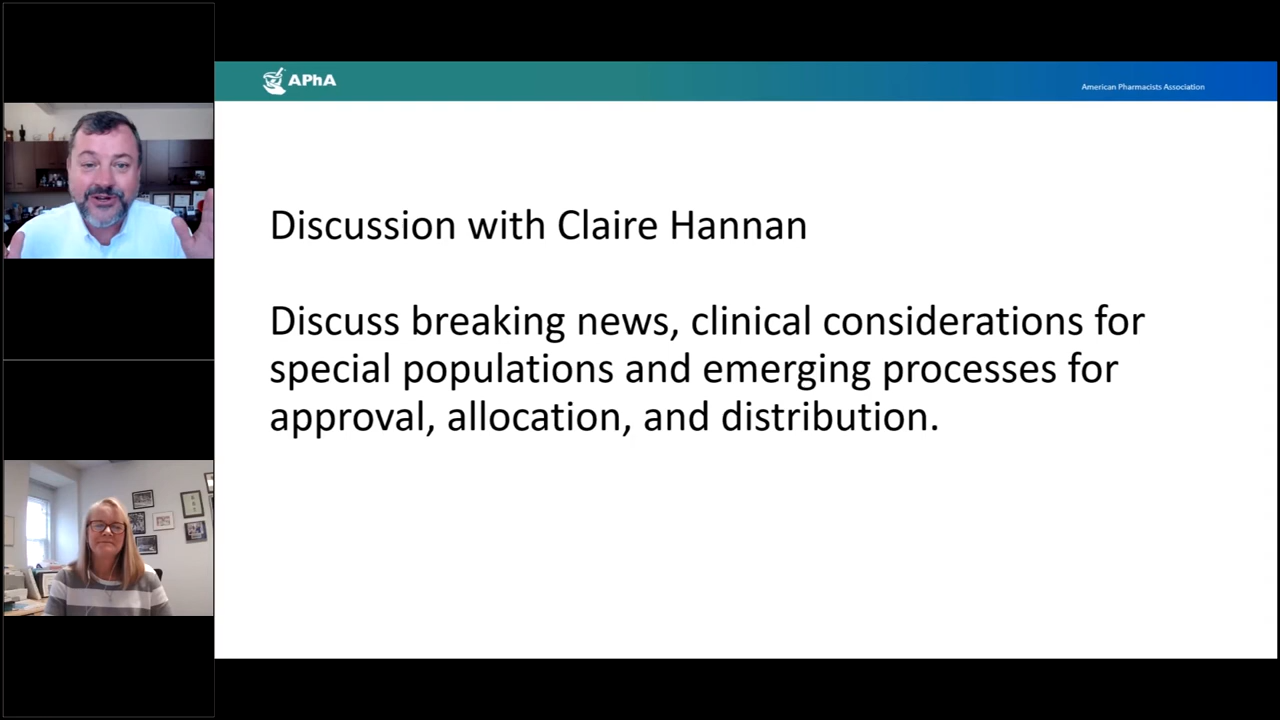 APhA
American Pharmacists Association
Discussion with Claire Hannan
Discuss breaking news, clinical considerations for
special populations and emerging processes for
approval, allocation, and distribution.